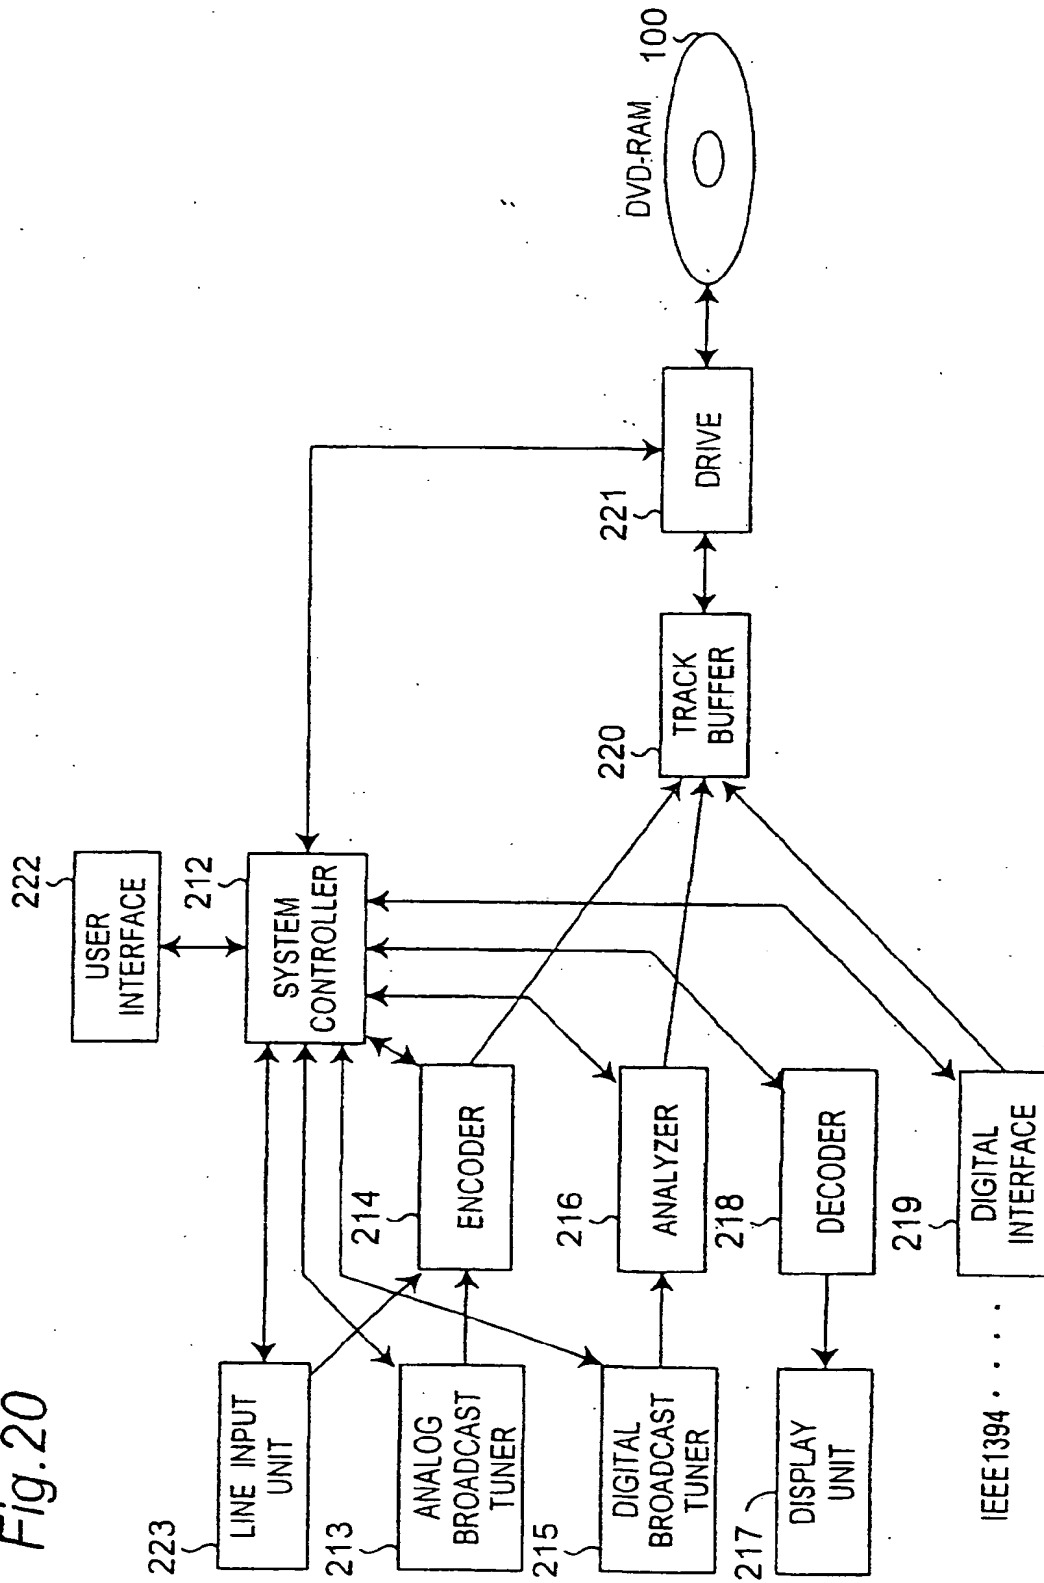 Fig.20
222
USER
INTERFACE
212
SYSTEM
CONTROLLER
223
LINE INPUT
UNIT
213
ANALOG
BROADCAST
TUNER
214
ENCODER
215
DIGITAL
BROADCAST
TUNER
216
ANALYZER
217
DISPLAY
UNIT
218
DECODER
219
DIGITAL
INTERFACE
IEEE1394 · · · ·
220
TRACK
BUFFER
221
DRIVE
DVD-RAM
100